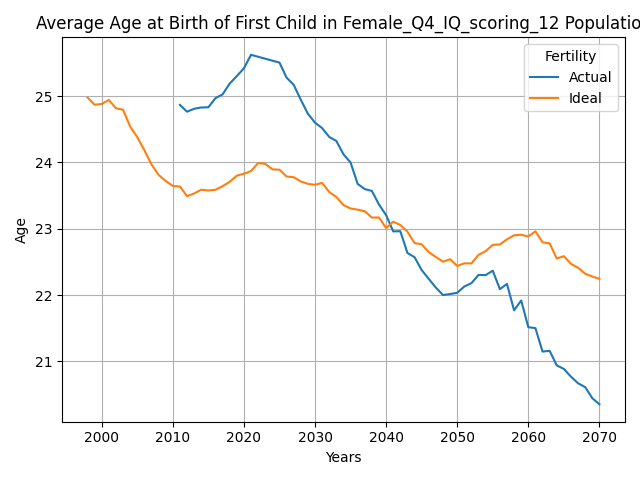 Average Age at Birth of First Child in Female_Q4_IQ_scoring_12 Populatio
Fertility
Actual
Ideal
25
24
23
22
21
Age
2000 2010 2020 2030 2040 2050 2060 2070
Years